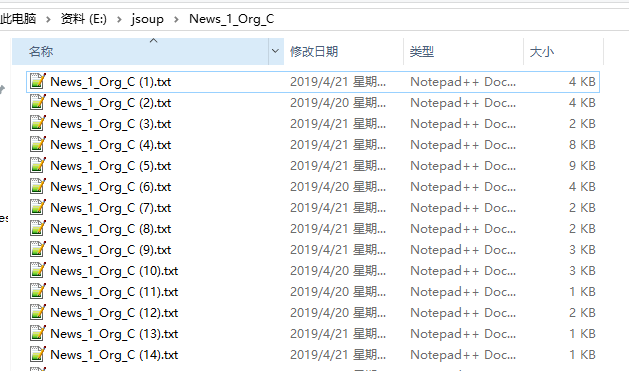 此电脑 > 资料 (E:) > jsoup > News_1_Org_C
名称 修改日期 类型 大小
News_1_Org_C (1).txt 2019/4/21 星期... Notepad++ Doc... 4 KB
News_1_Org_C (2).txt 2019/4/20 星期... Notepad++ Doc... 4 KB
News_1_Org_C (3).txt 2019/4/21 星期... Notepad++ Doc... 2 KB
News_1_Org_C (4).txt 2019/4/21 星期... Notepad++ Doc... 8 KB
News_1_Org_C (5).txt 2019/4/21 星期... Notepad++ Doc... 9 KB
News_1_Org_C (6).txt 2019/4/20 星期... Notepad++ Doc... 4 KB
News_1_Org_C (7).txt 2019/4/21 星期... Notepad++ Doc... 2 KB
News_1_Org_C (8).txt 2019/4/21 星期... Notepad++ Doc... 2 KB
News_1_Org_C (9).txt 2019/4/21 星期... Notepad++ Doc... 3 KB
News_1_Org_C (10).txt 2019/4/20 星期... Notepad++ Doc... 3 KB
News_1_Org_C (11).txt 2019/4/20 星期... Notepad++ Doc... 1 KB
News_1_Org_C (12).txt 2019/4/20 星期... Notepad++ Doc... 2 KB
News_1_Org_C (13).txt 2019/4/21 星期... Notepad++ Doc... 1 KB
News_1_Org_C (14).txt 2019/4/21 星期... Notepad++ Doc... 1 KB